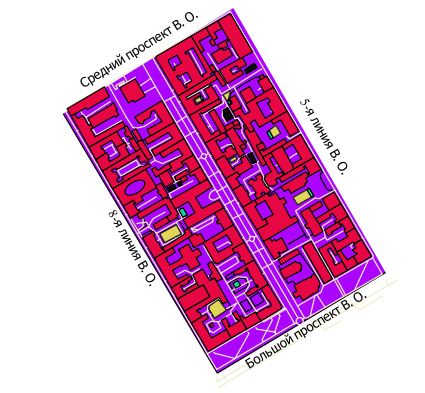 Средний проспект В. О.
5-я линия В. О.
8-я линия В. О.
Большой проспект В. О.